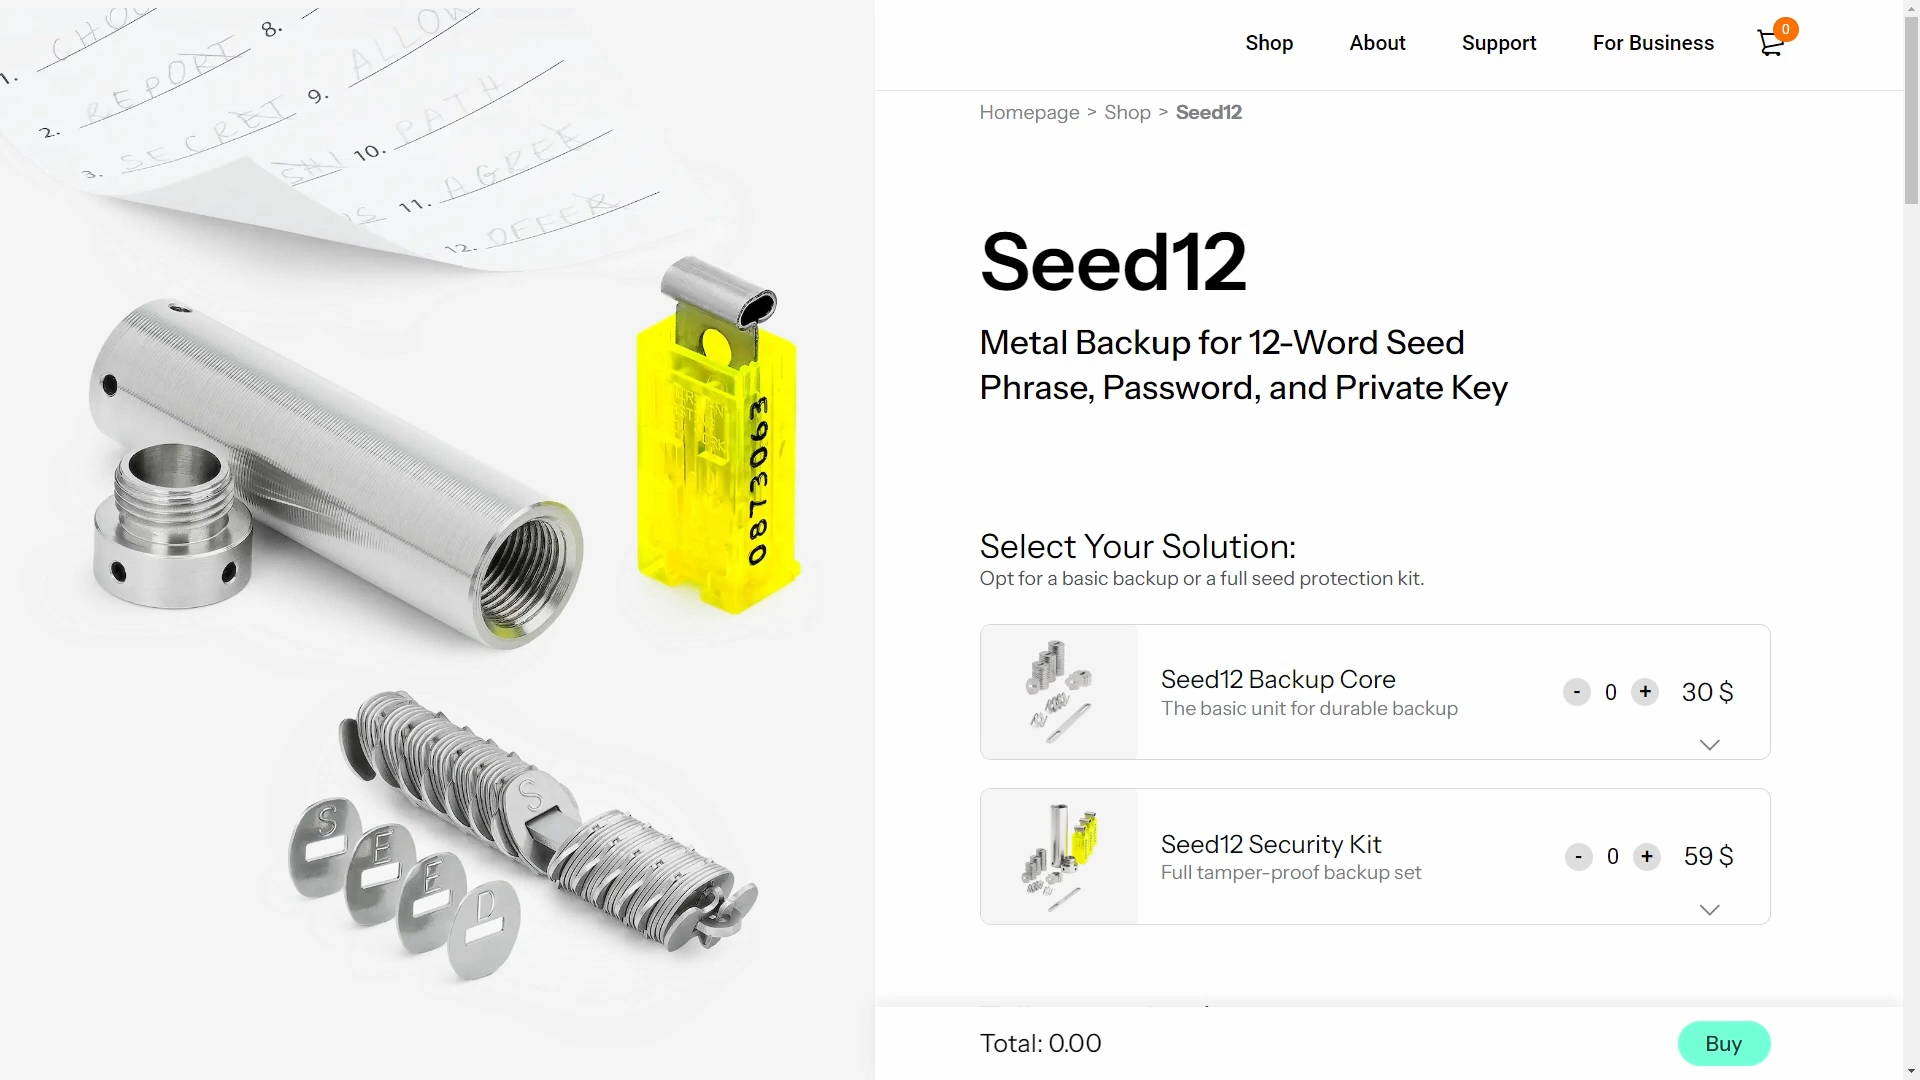 1. CHO
2. REPORT
3. SECRET
8.
9. ALLOW
10. PATH
11. AGREE
12. OFFER
0873063
S
S
E
E
D
Shop
About
Support
For Business
0
Homepage > Shop > Seed12
Seed12
Metal Backup for 12-Word Seed
Phrase, Password, and Private Key
Select Your Solution:
Opt for a basic backup or a full seed protection kit.
Seed12 Backup Core
The basic unit for durable backup
- 0 + 30 $
Seed12 Security Kit
Full tamper-proof backup set
- 0 + 59 $
Total: 0.00
Buy